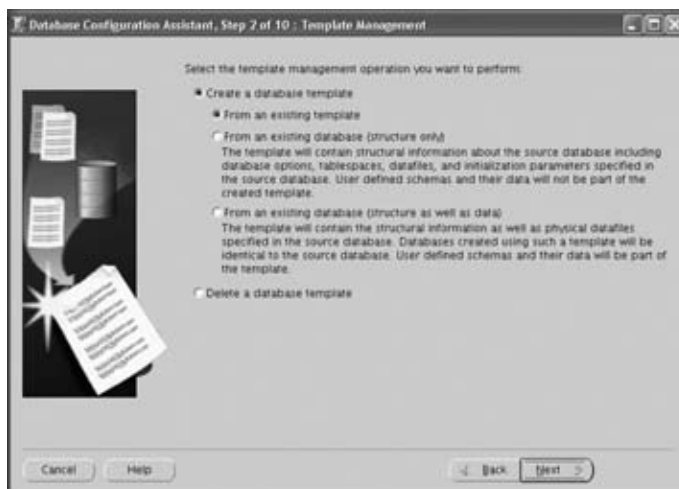 Database Configuration Assistant, Step 2 of 10 : Template Management
Select the template management operation you want to perform:
Create a database template
From an existing template
From an existing database (structure only)
The template will contain structural information about the source database including
database options, tablespaces, datafiles, and initialization parameters specified in
the source database. User defined schemas and their data will not be part of the
created template.
From an existing database (structure as well as data)
The template will contain the structural information as well as physical datafiles
specified in the source database. Databases created using such a template will be
identical to the source database. User defined schemas and their data will be part of
the template.
Delete a database template
Cancel
Help
Back
Next